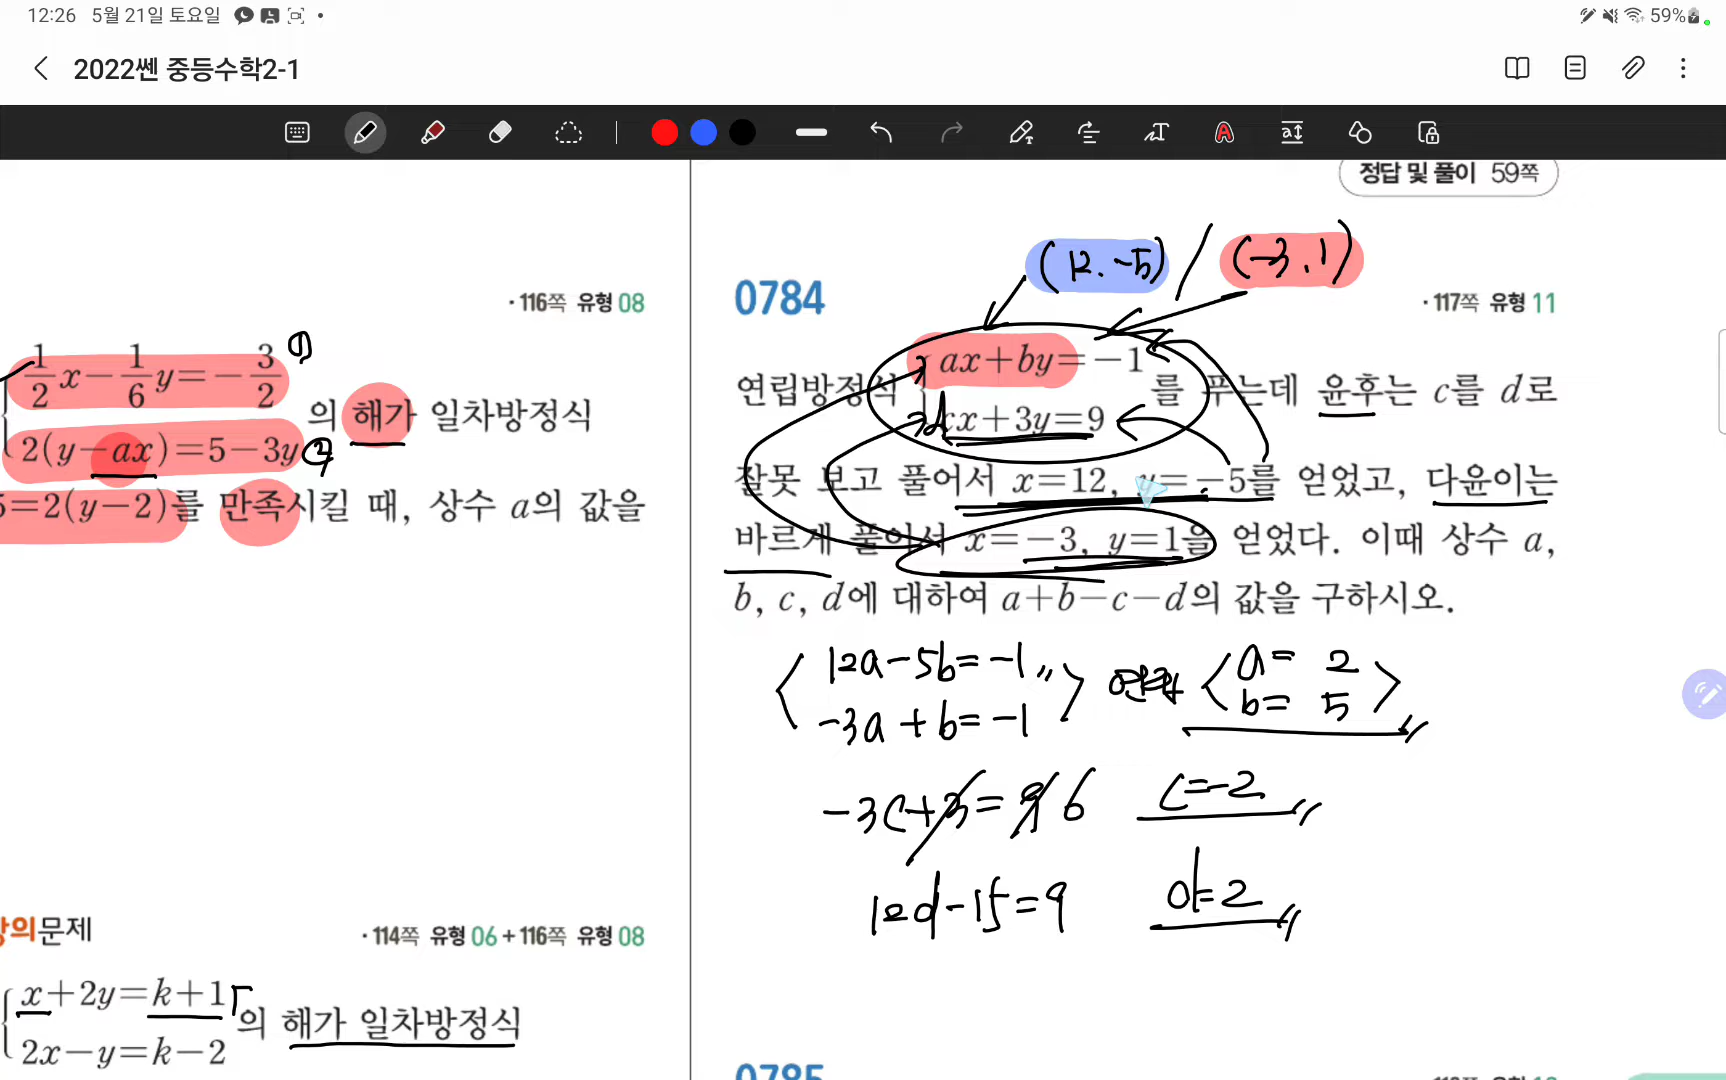 12:26 5월 21일 토요일
59%
2022쎈 중등수학2-1
·116쪽 유형 08
1/2 x − 1/6 y = − 3/2 ①
2(y−ax)=5−3y ②
의 해가 일차방정식
5=2(y−2)를 만족시킬 때, 상수 a의 값을
방의문제
·114쪽 유형 06+116쪽 유형 08
x+2y=k+1
2x−y=k−2
의 해가 일차방정식
정답 및 풀이 59쪽
(12, −5) / (−3, 1)
0784
·117쪽 유형 11
연립방정식 { ax+by=−1
cx+3y=9 를 푸는데 윤후는 c를 d로
d
잘못 보고 풀어서 x=12, y=−5를 얻었고, 다윤이는
바르게 풀어서 x=−3, y=1을 얻었다. 이때 상수 a,
b, c, d에 대하여 a+b−c−d의 값을 구하시오.
12a−5b=−1
−3a+b=−1
연립
a= 2
b= 5
−3c+3=9 6 c=−2
12d−15=9 d=2
0785